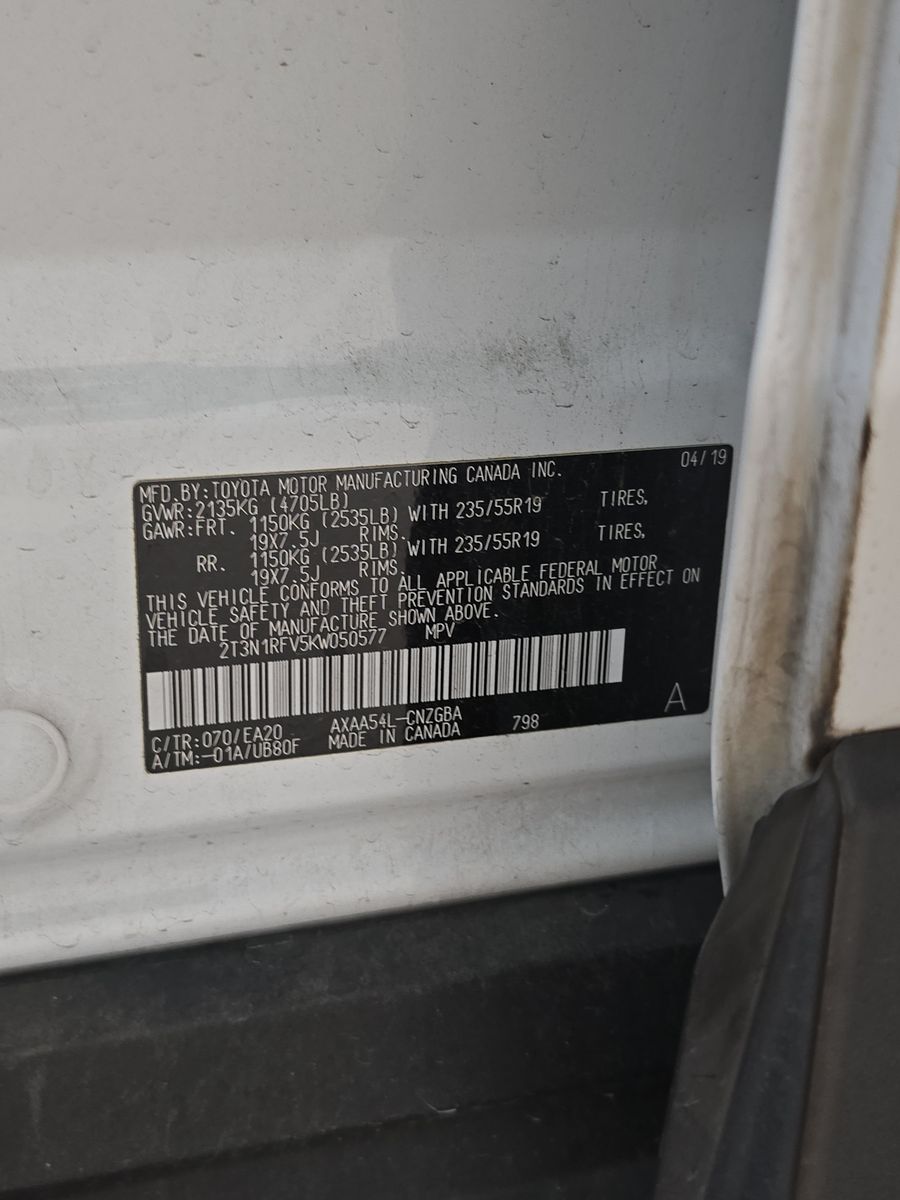 04/19
MFD.BY:TOYOTA MOTOR MANUFACTURING CANADA INC.
GVWR:2135KG (4705LB)
GAWR:FRT. 1150KG (2535LB) WITH 235/55R19 TIRES,
19X7.5J RIMS.
RR. 1150KG (2535LB) WITH 235/55R19 TIRES,
19X7.5J RIMS.
THIS VEHICLE CONFORMS TO ALL APPLICABLE FEDERAL MOTOR
VEHICLE SAFETY AND THEFT PREVENTION STANDARDS IN EFFECT ON
THE DATE OF MANUFACTURE SHOWN ABOVE.
2T3N1RFV5KW050577 MPV
C/TR:070/EA20 AXAA54L-CNZGBA 798 A
A/TM:-01A/UB80F MADE IN CANADA